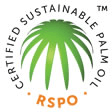 CERTIFIED SUSTAINABLE PALM OIL
TM
· RSPO ·